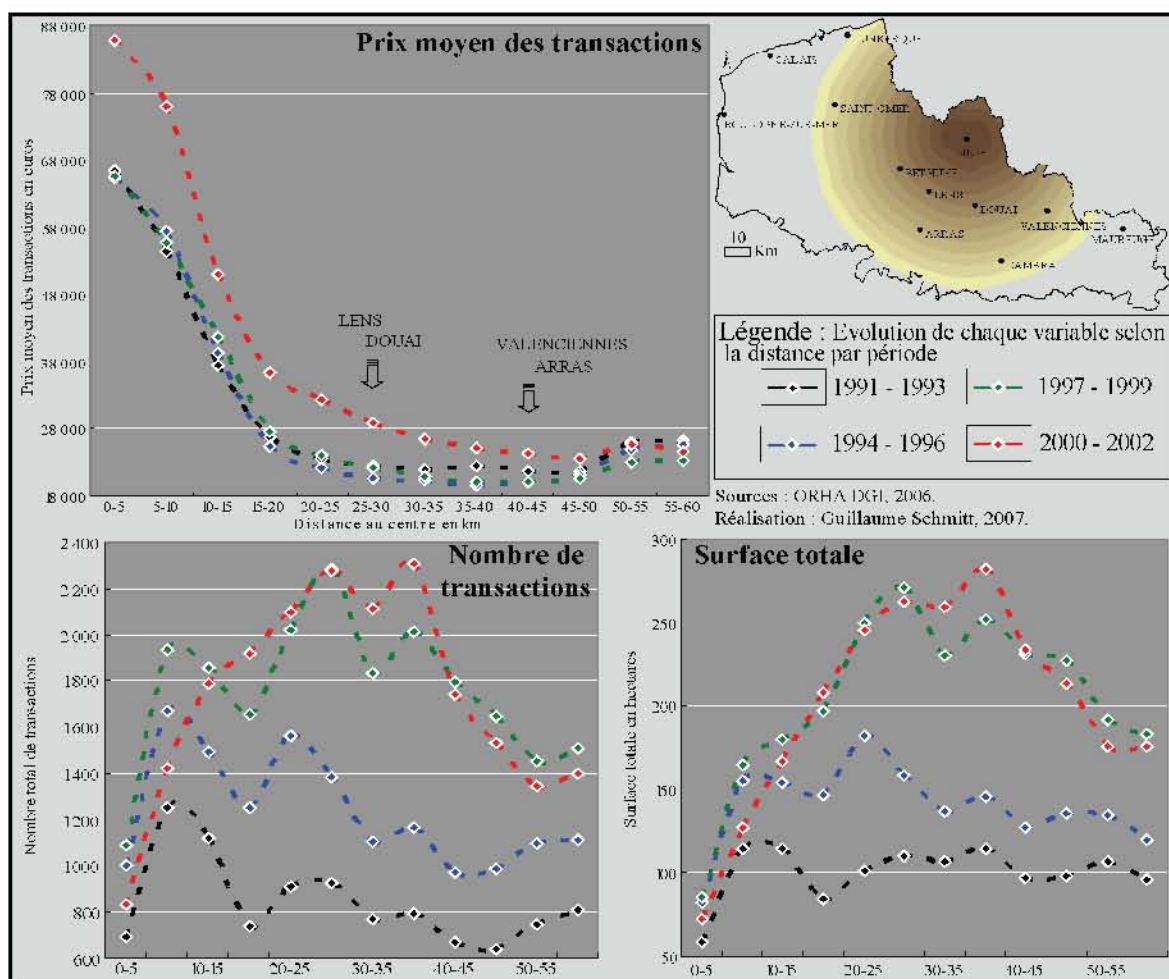 Prix moyen des transactions
Prix moyen des transactions en euros
88 000
78 000
68 000
58 000
48 000
38 000
28 000
18 000
LENS
DOUAI
VALENCIENNES
ARRAS
0-5
5-10
10-15
15-20
20-25
25-30
30-35
35-40
40-45
45-50
50-55
55-60
Distance au centre en km
CALAIS
SAINT-OMER
BOULOGNE-SUR-MER
BETHUNE
LENS
DOUAI
ARRAS
VALENCIENNES
MAUBEUGE
10
Km
Légende : Evolution de chaque variable selon
la distance par période
1991 - 1993
1997 - 1999
1994 - 1996
2000 - 2002
Sources : ORHA DGI, 2006.
Réalisation : Guillaume Schmitt, 2007.
Nombre de
transactions
Nombre total de transactions
2 400
2 200
2 000
1800
1600
1400
1200
1000
800
600
0-5
10-15
20-25
30-35
40-45
50-55
Surface totale
Surface totale en hectares
300
250
200
150
100
50
0-5
10-15
20-25
30-35
40-45
50-55